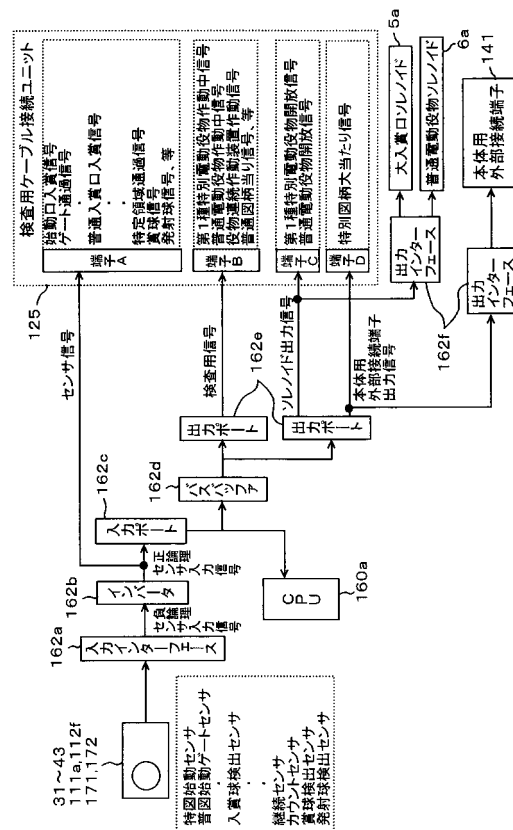 検査用ケーブル接続ユニット
125
始動口入賞信号
ゲート通過信号
・
・
普通入賞口入賞信号
・
・
特定領域通過信号
賞球信号
発射球信号、等
端子A
第1種特別電動役物作動中信号
普通電動役物作動中信号
役物連続作動装置作動信号
普通図柄当り信号、等
端子B
第1種特別電動役物開放信号
普通電動役物開放信号
端子C
特別図柄大当たり信号
端子D
大入賞口ソレノイド
5a
普通電動役物ソレノイド
6a
本体用
外部接続端子
141
出力
インター
フェース
出力
インター
フェース
162f
センサ信号
検査用信号
ソレノイド出力信号
本体用
外部接続端子
出力信号
162e
出力ポート
出力ポート
162d
バスバッファ
162c
入力ポート
正論理
センサ入力
信号
162b
インバータ
負論理
センサ入力
信号
162a
入力インターフェース
CPU
160a
31~43
111a,112f
171,172
特図始動センサ
普図始動ゲートセンサ
・
入賞球検出センサ
・
・
継続センサ
カウントセンサ
賞球検出センサ
発射球検出センサ